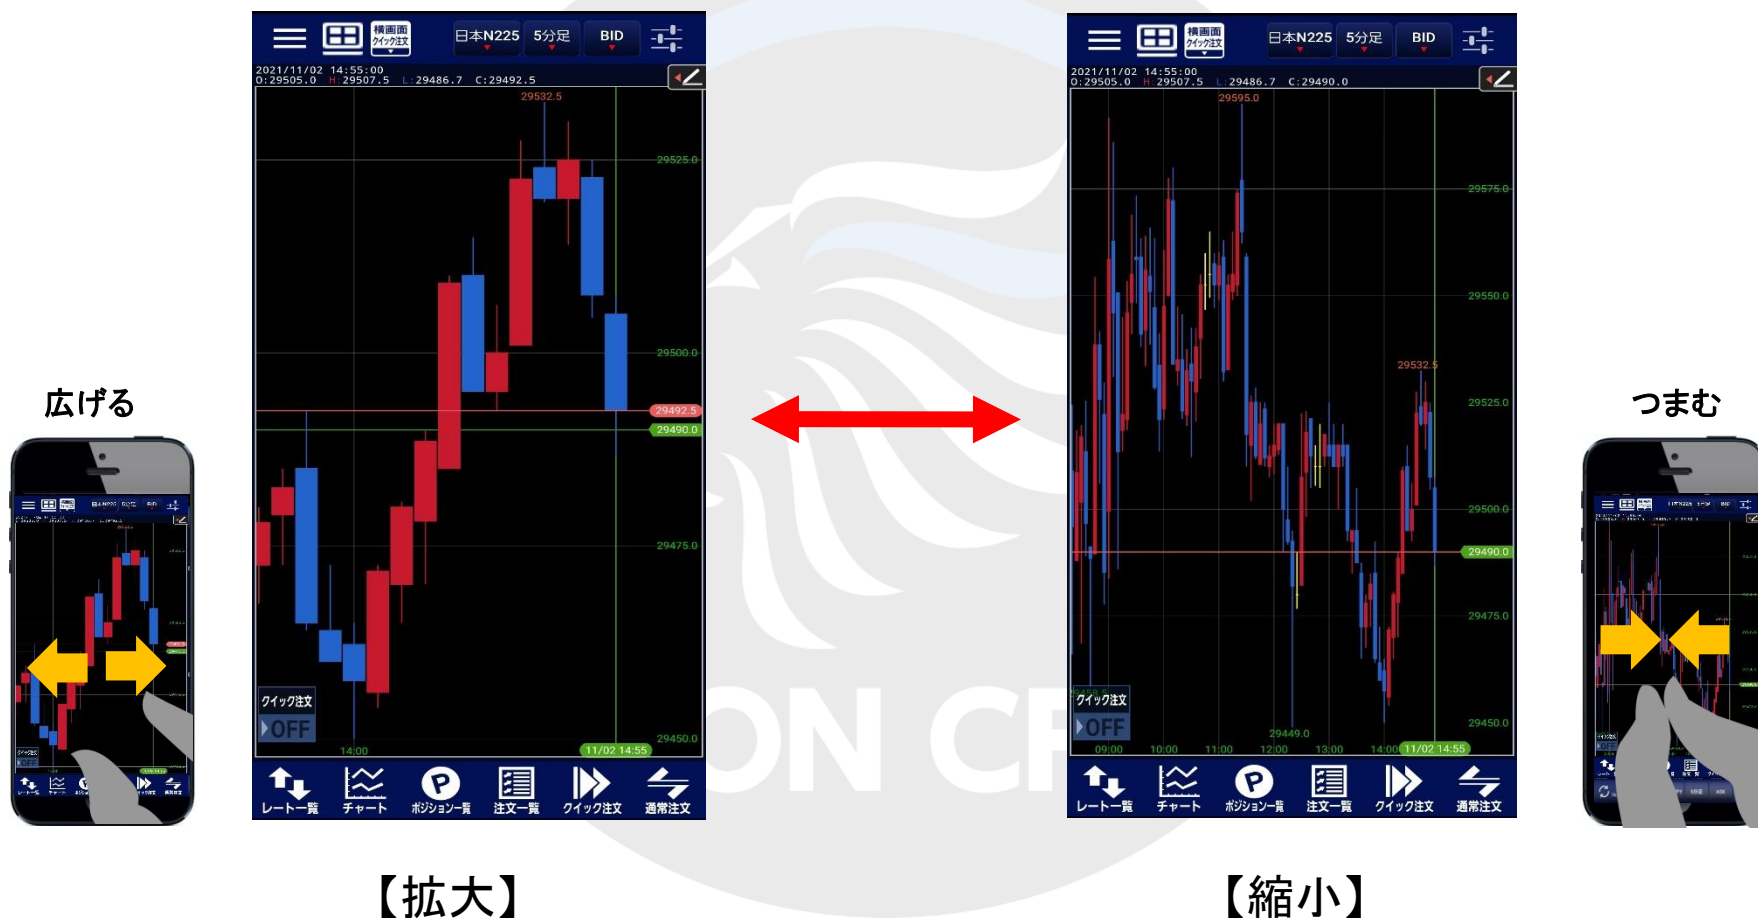 広げる
横画面
クイック注文
日本N225 5分足 BID
2021/11/02 14:55:00
O:29505.0 H:29507.5 L:29486.7 C:29492.5
29532.5
29525.0
29500.0
29492.5
29490.0
29475.0
29450.0
クイック注文
OFF
14:00 11/02 14:55
レート一覧 チャート ポジション一覧 注文一覧 クイック注文 通常注文
【拡大】
横画面
クイック注文
日本N225 5分足 BID
2021/11/02 14:55:00
O:29505.0 H:29507.5 L:29486.7 C:29490.0
29595.0
29575.0
29550.0
29532.5
29525.0
29500.0
29490.0
29475.0
29458.5
29450.0
29449.0
クイック注文
OFF
09:00 10:00 11:00 12:00 13:00 14:00 11/02 14:55
レート一覧 チャート ポジション一覧 注文一覧 クイック注文 通常注文
【縮小】
つまむ
ON CF